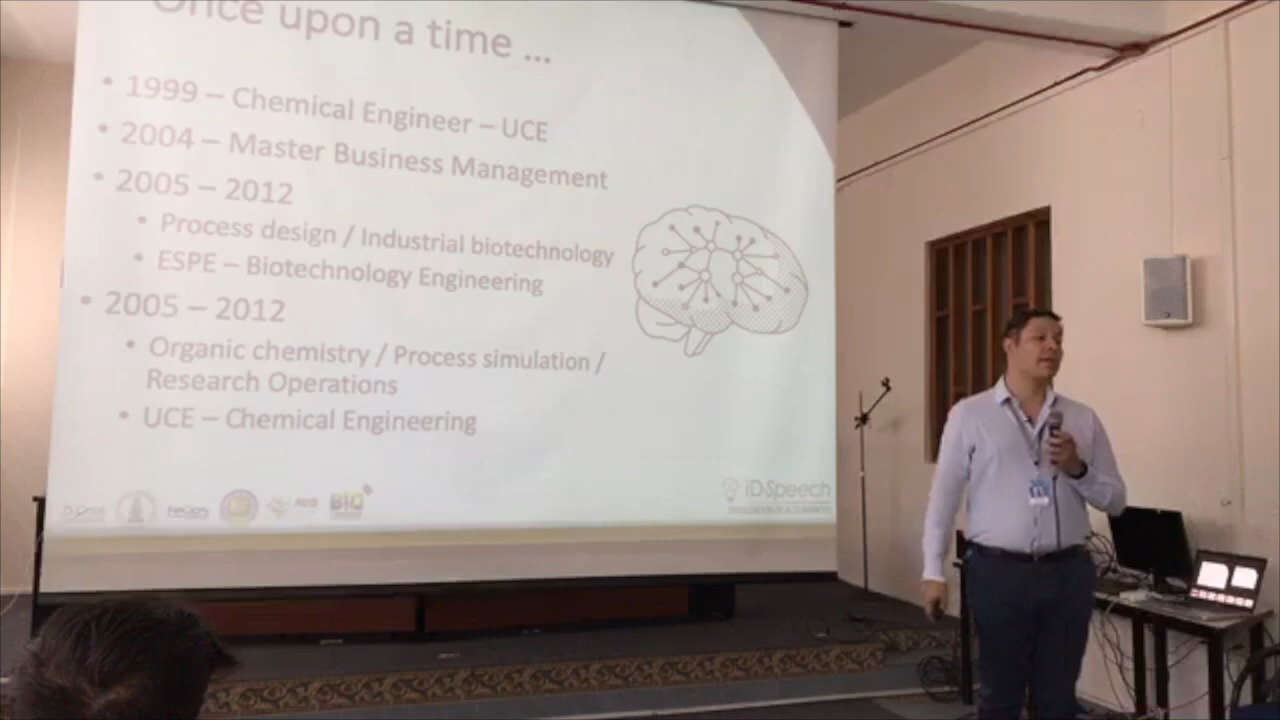 Once upon a time ...
• 1999 – Chemical Engineer – UCE
• 2004 – Master Business Management
• 2005 – 2012
• Process design / Industrial biotechnology
• ESPE – Biotechnology Engineering
• 2005 – 2012
• Organic chemistry / Process simulation /
Research Operations
• UCE – Chemical Engineering
BIO
iDSpeech